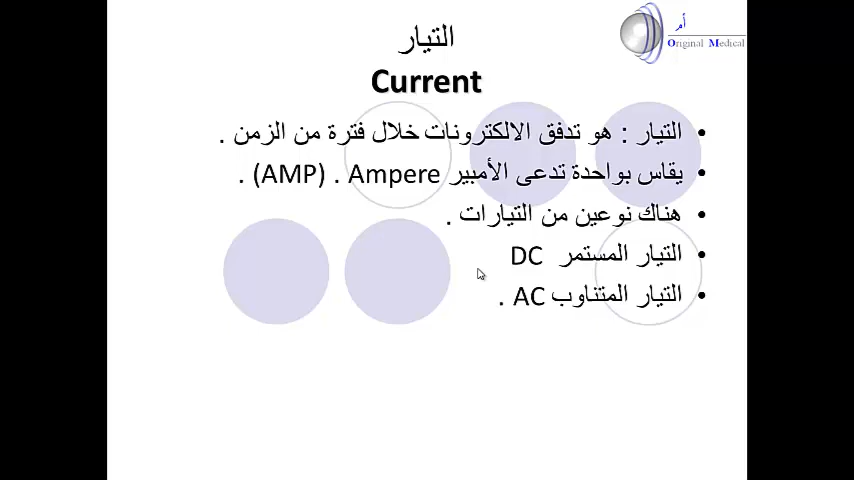 أم
Original Medical
التيار
Current
• التيار : هو تدفق الالكترونات خلال فترة من الزمن .
• يقاس بواحدة تدعى الأمبير Ampere . (AMP) .
• هناك نوعين من التيارات .
• التيار المستمر DC
• التيار المتناوب AC .